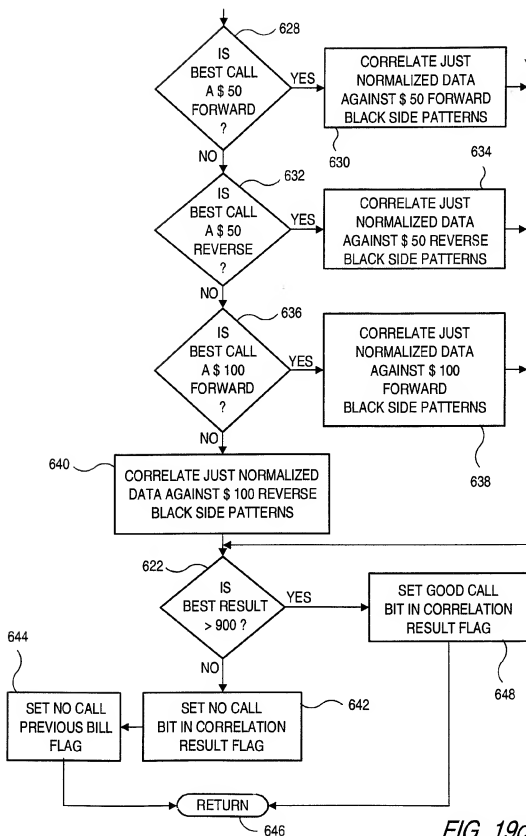 628
IS
BEST CALL
A $ 50
FORWARD
?
YES
CORRELATE JUST
NORMALIZED DATA
AGAINST $ 50 FORWARD
BLACK SIDE PATTERNS
630
NO
632
IS
BEST CALL
A $ 50
REVERSE
?
YES
634
CORRELATE JUST
NORMALIZED DATA
AGAINST $ 50 REVERSE
BLACK SIDE PATTERNS
NO
636
IS
BEST CALL
A $ 100
FORWARD
?
YES
CORRELATE JUST
NORMALIZED DATA
AGAINST $ 100
FORWARD
BLACK SIDE PATTERNS
638
NO
640
CORRELATE JUST NORMALIZED
DATA AGAINST $ 100 REVERSE
BLACK SIDE PATTERNS
622
IS
BEST RESULT
> 900 ?
YES
SET GOOD CALL
BIT IN CORRELATION
RESULT FLAG
648
NO
644
SET NO CALL
PREVIOUS BILL
FLAG
SET NO CALL
BIT IN CORRELATION
RESULT FLAG
642
RETURN
646
FIG. 19c